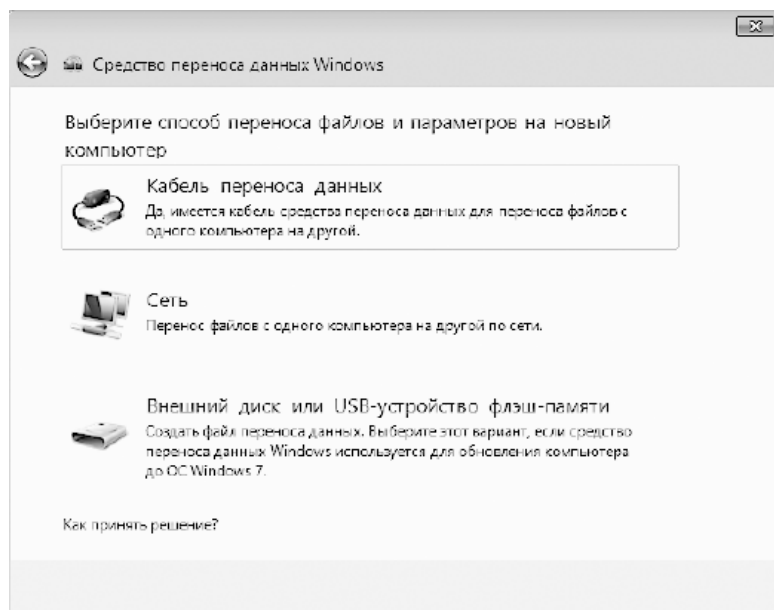 Средство переноса данных Windows
Выберите способ переноса файлов и параметров на новый
компьютер
Кабель переноса данных
Да, имеется кабель средства переноса данных для переноса файлов с
одного компьютера на другой.
Сеть
Перенос файлов с одного компьютера на другой по сети.
Внешний диск или USB-устройство флэш-памяти
Создать файл переноса данных. Выберите этот вариант, если средство
переноса данных Windows используется для обновления компьютера
до ОС Windows 7.
Как принять решение?